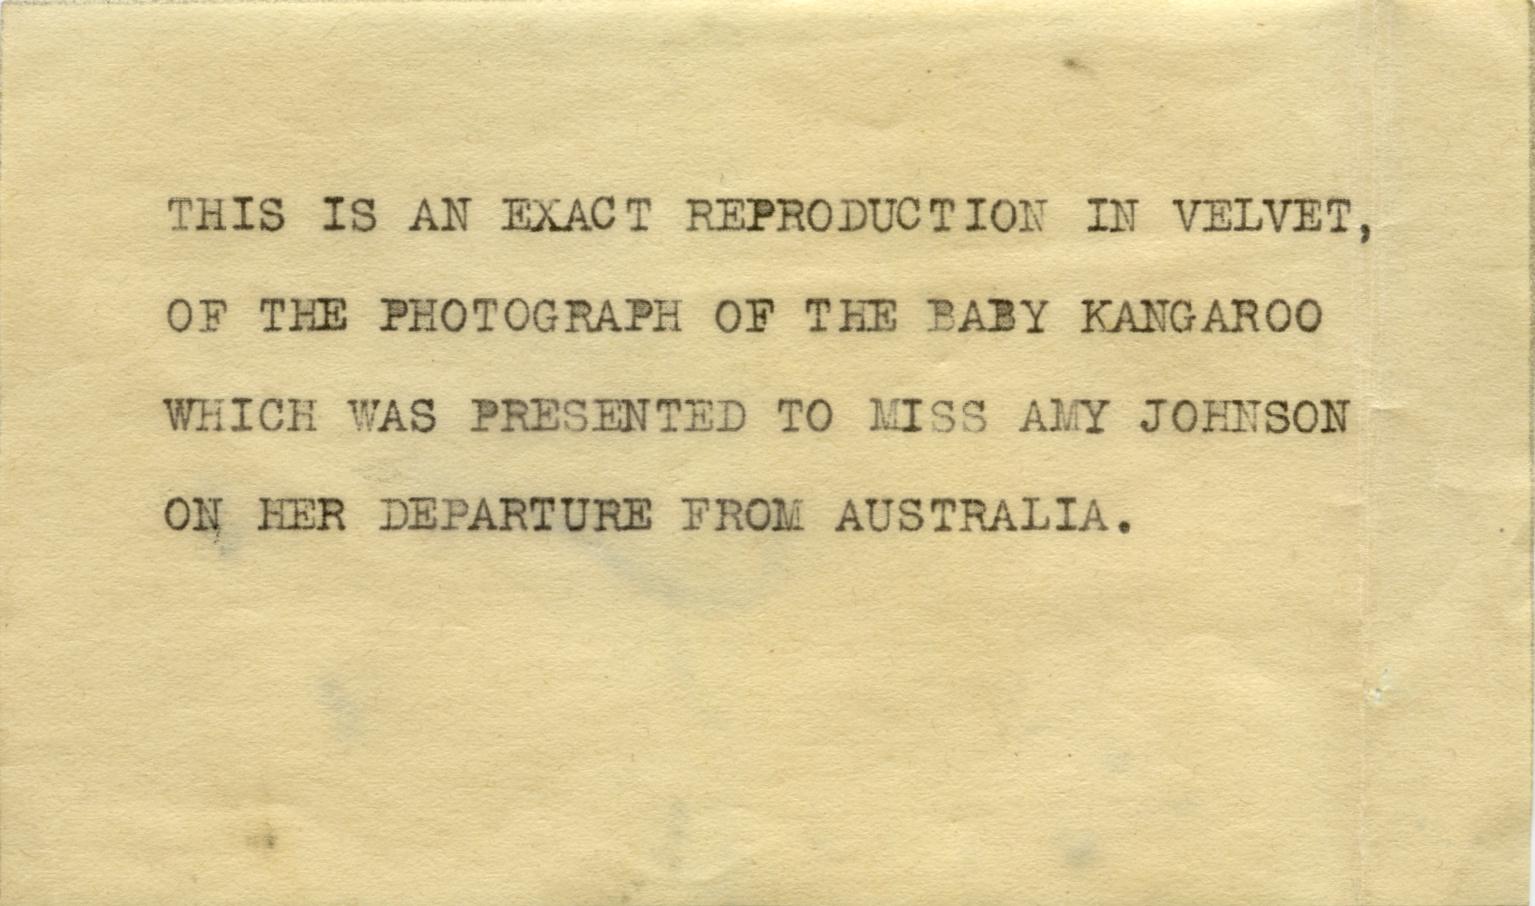 THIS IS AN EXACT REPRODUCTION IN VELVET,
OF THE PHOTOGRAPH OF THE BABY KANGAROO
WHICH WAS PRESENTED TO MISS AMY JOHNSON
ON HER DEPARTURE FROM AUSTRALIA.